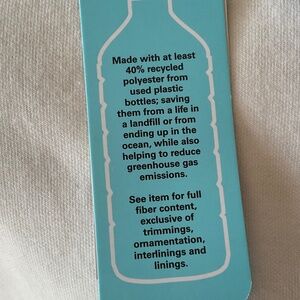 Made with at least
40% recycled
polyester from
used plastic
bottles; saving
them from a life in
a landfill or from
ending up in the
ocean, while also
helping to reduce
greenhouse gas
emissions.
See item for full
fiber content,
exclusive of
trimmings,
ornamentation,
interlinings and
linings.